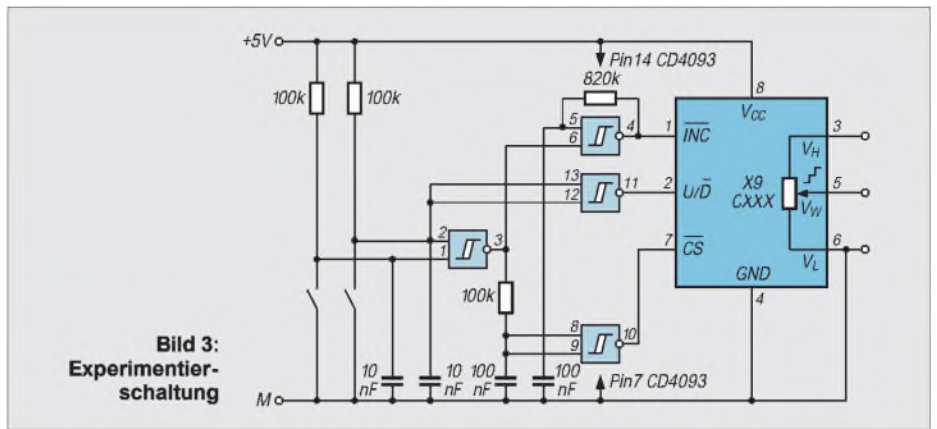 +5V
Pin14 CD4093
820k
100k
100k
8
VCC
5
4
1
INC
3
6
VH
13
11
2
U/D
X9
CXXX
5
12
VW
2
3
1
7
CS
6
VL
100k
GND
4
8
10
9
Bild 3:
Experimentier-
schaltung
10
nF
10
nF
100
nF
100
nF
Pin7 CD4093
M